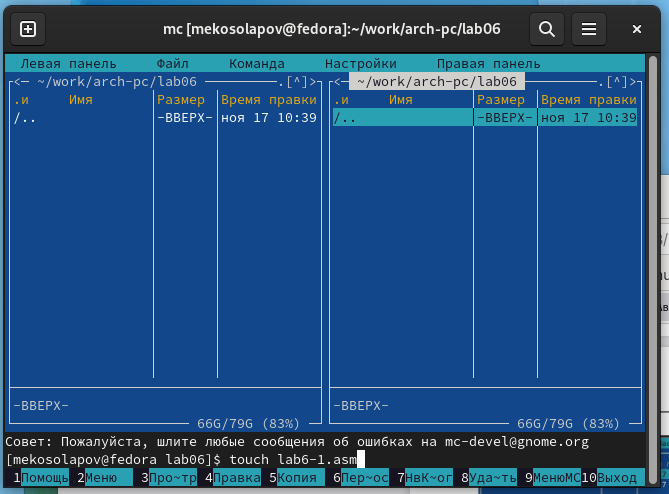 mc [mekosolapov@fedora]:~/work/arch-pc/lab06
Левая панель Файл Команда Настройки Правая панель
<─ ~/work/arch-pc/lab06 .[^]> <─ ~/work/arch-pc/lab06 .[^]>
.и Имя Размер Время правки .и Имя Размер Время правки
/.. -ВВЕРХ- ноя 17 10:39 /.. -ВВЕРХ- ноя 17 10:39
-ВВЕРХ- -ВВЕРХ-
66G/79G (83%) 66G/79G (83%)
Совет: Пожалуйста, шлите любые сообщения об ошибках на mc-devel@gnome.org
[mekosolapov@fedora lab06]$ touch lab6-1.asm
1Помощь 2Меню 3Про~тр 4Правка 5Копия 6Пер~ос 7НвК~ог 8Уда~ть 9МенюMC 10Выход